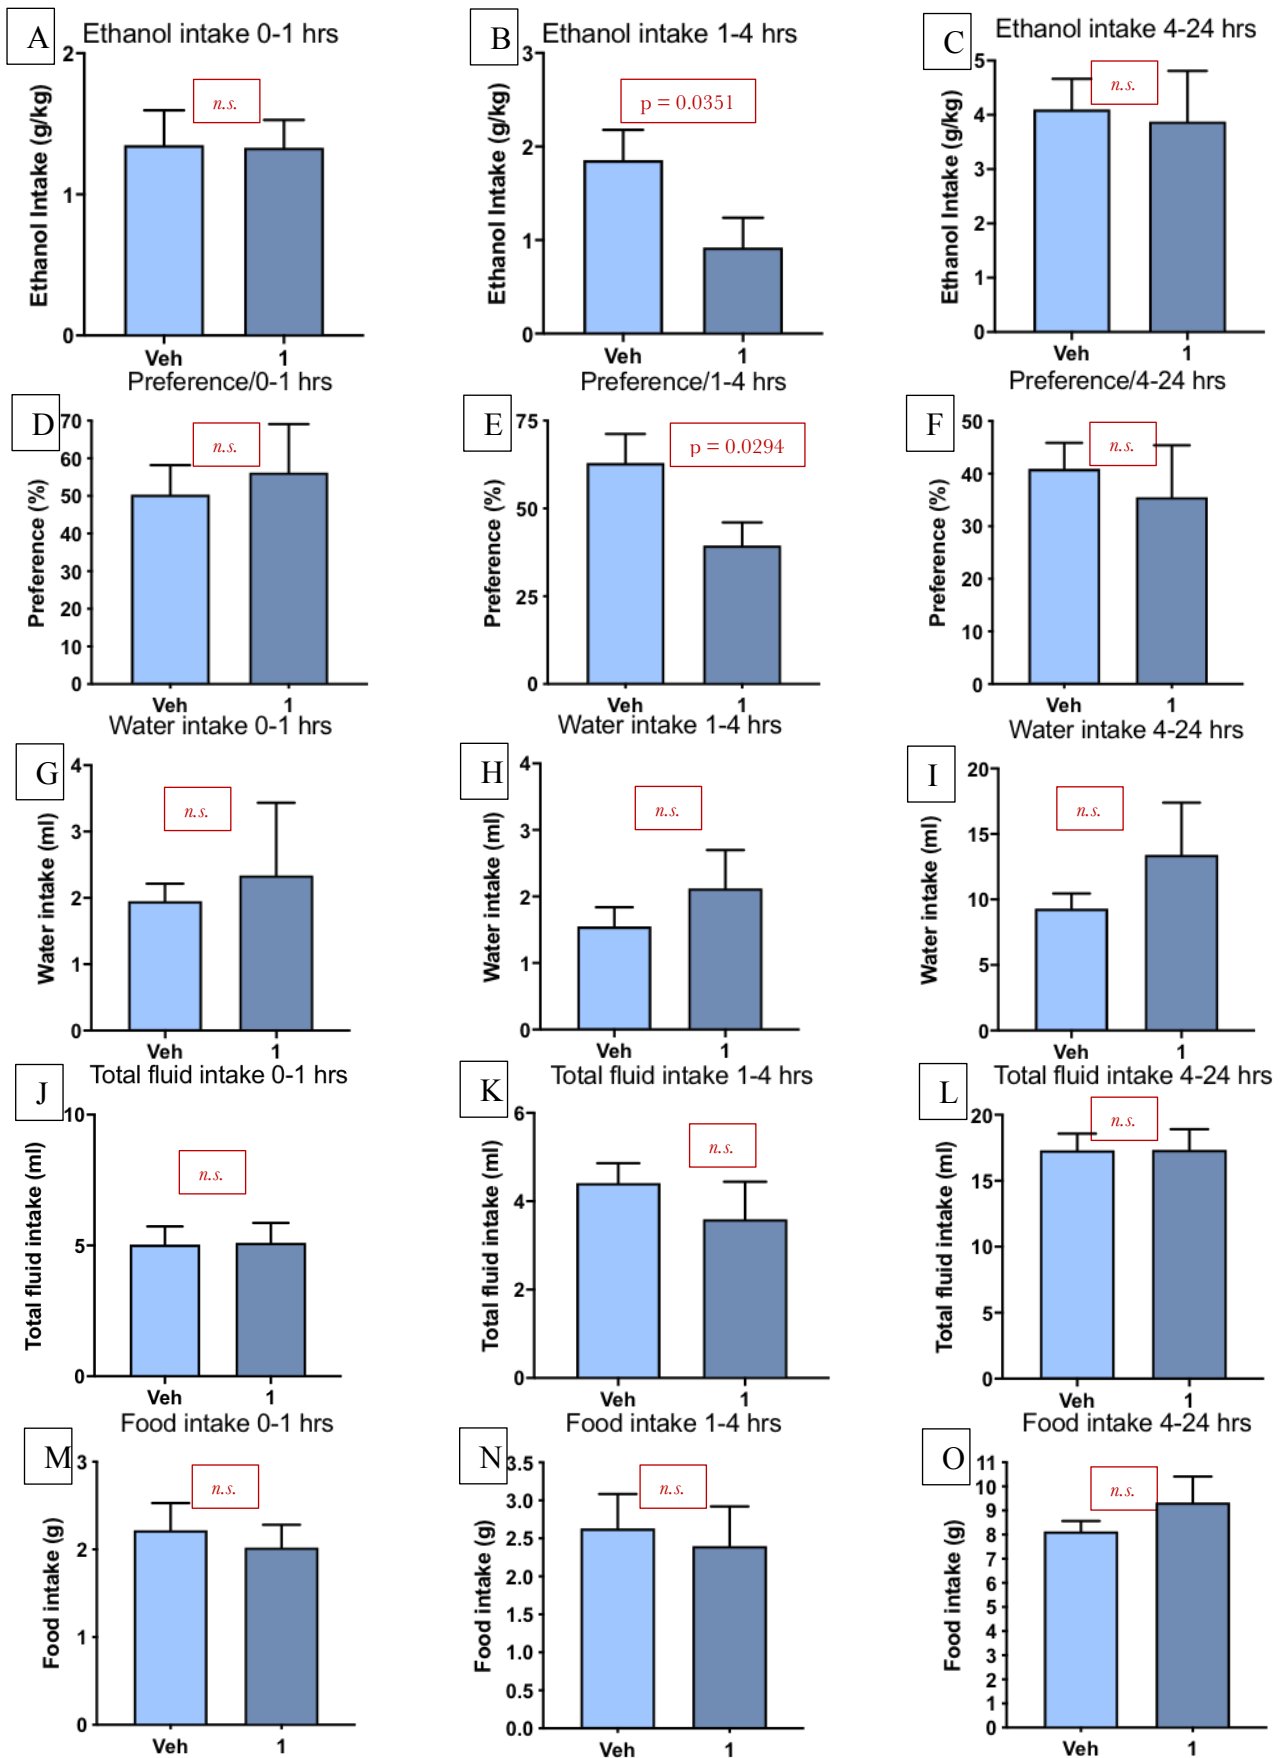 A
Ethanol intake 0-1 hrs
Ethanol Intake (g/kg)
2
1
0
n.s.
Veh 1
B
Ethanol intake 1-4 hrs
Ethanol Intake (g/kg)
3
2
1
0
p = 0.0351
Veh 1
C
Ethanol intake 4-24 hrs
Ethanol Intake (g/kg)
5
4
3
2
1
0
n.s.
Veh 1
D
Preference/0-1 hrs
Preference (%)
70
60
50
40
30
20
10
0
n.s.
Veh 1
E
Preference/1-4 hrs
Preference (%)
75
50
25
0
p = 0.0294
Veh 1
F
Preference/4-24 hrs
Preference (%)
50
40
30
20
10
0
n.s.
Veh 1
G
Water intake 0-1 hrs
Water intake (ml)
4
3
2
1
0
n.s.
Veh 1
H
Water intake 1-4 hrs
Water intake (ml)
4
3
2
1
0
n.s.
Veh 1
I
Water intake 4-24 hrs
Water intake (ml)
20
15
10
5
0
n.s.
Veh 1
J
Total fluid intake 0-1 hrs
Total fluid intake (ml)
10
5
0
n.s.
Veh 1
K
Total fluid intake 1-4 hrs
Total fluid intake (ml)
6
4
2
0
n.s.
Veh 1
L
Total fluid intake 4-24 hrs
Total fluid intake (ml)
20
15
10
5
0
n.s.
Veh 1
M
Food intake 0-1 hrs
Food intake (g)
3
2
1
0
n.s.
Veh 1
N
Food intake 1-4 hrs
Food intake (g)
3.5
3.0
2.5
2.0
1.5
1.0
0.5
0.0
n.s.
Veh 1
O
Food intake 4-24 hrs
Food intake (g)
11
10
9
8
7
6
5
4
3
2
1
0
n.s.
Veh 1